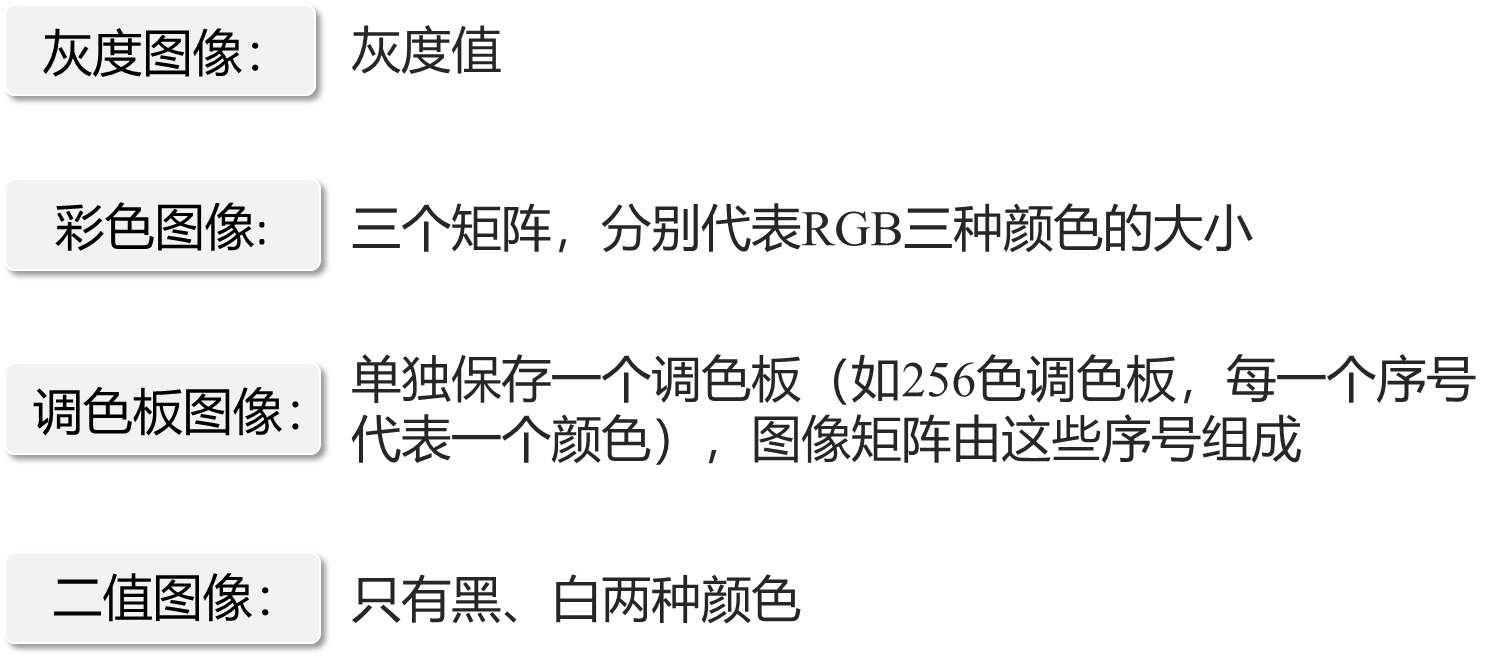 灰度图像：
灰度值
彩色图像:
三个矩阵，分别代表RGB三种颜色的大小
调色板图像：
单独保存一个调色板（如256色调色板，每一个序号
代表一个颜色），图像矩阵由这些序号组成
二值图像：
只有黑、白两种颜色